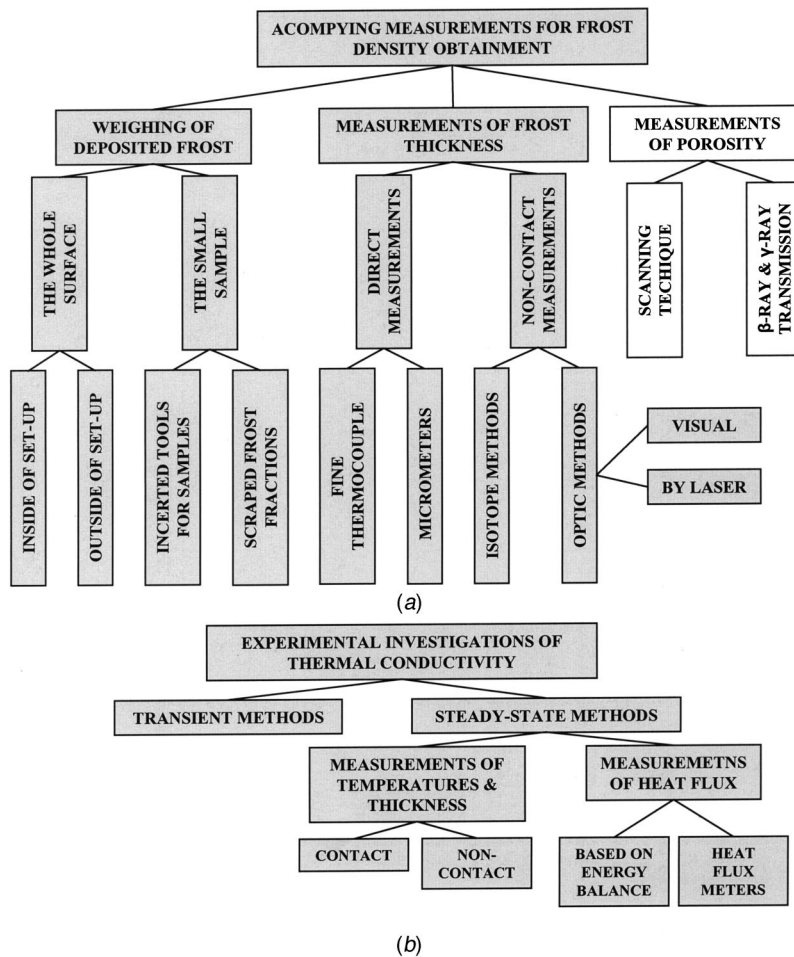 ACOMPYING MEASUREMENTS FOR FROST
DENSITY OBTAINMENT
WEIGHING OF
DEPOSITED FROST
MEASUREMENTS OF FROST
THICKNESS
MEASUREMENTS
OF POROSITY
THE WHOLE
SURFACE
THE SMALL
SAMPLE
DIRECT
MEASUREMENTS
NON-CONTACT
MEASUREMENTS
SCANNING
TECHIQUE
β-RAY & γ-RAY
TRANSMISSION
INSIDE OF SET-UP
OUTSIDE OF SET-UP
INCERTED TOOLS
FOR SAMPLES
SCRAPED FROST
FRACTIONS
FINE
THERMOCOUPLE
MICROMETERS
ISOTOPE METHODS
OPTIC METHODS
VISUAL
BY LASER
(a)
EXPERIMENTAL INVESTIGATIONS OF
THERMAL CONDUCTIVITY
TRANSIENT METHODS
STEADY-STATE METHODS
MEASUREMENTS OF
TEMPERATURES &
THICKNESS
MEASUREMETNS
OF HEAT FLUX
CONTACT
NON-
CONTACT
BASED ON
ENERGY
BALANCE
HEAT
FLUX
METERS
(b)